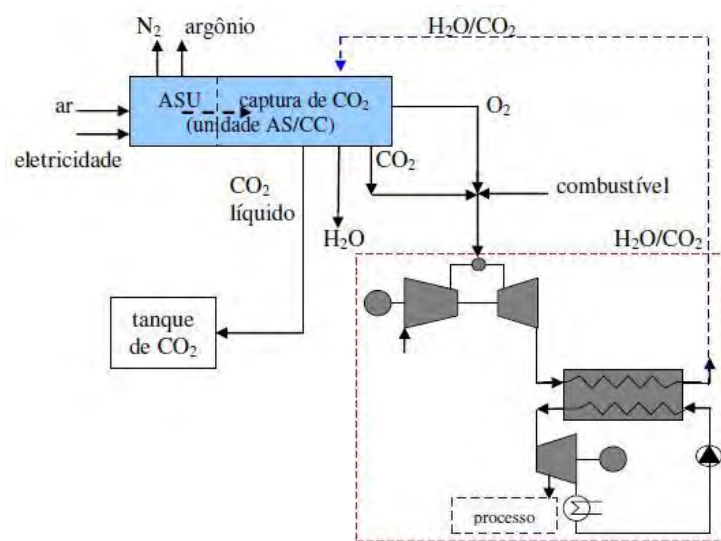 N₂ argônio
H₂O/CO₂
ar
ASU captura de CO₂
(unidade AS/CC)
O₂
eletricidade
CO₂
CO₂
líquido
combustível
H₂O
H₂O/CO₂
tanque
de CO₂
processo